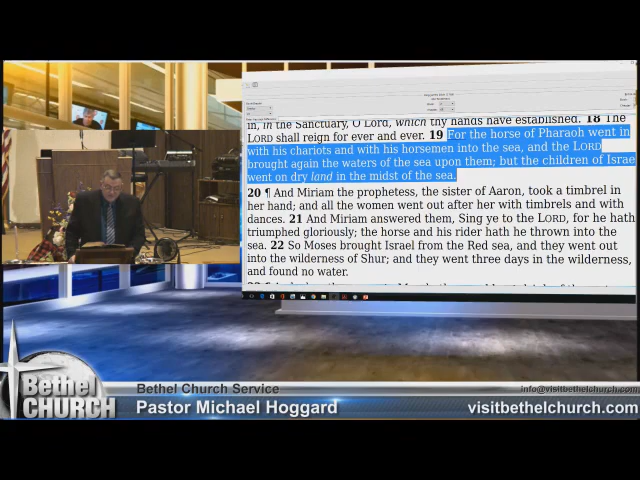 in, in the Sanctuary, O Lord, which thy hands have established. 18 The
LORD shall reign for ever and ever. 19 For the horse of Pharaoh went in
with his chariots and with his horsemen into the sea, and the LORD
brought again the waters of the sea upon them; but the children of Israe
went on dry land in the midst of the sea.
20 ¶ And Miriam the prophetess, the sister of Aaron, took a timbrel in
her hand; and all the women went out after her with timbrels and with
dances. 21 And Miriam answered them, Sing ye to the LORD, for he hath
triumphed gloriously; the horse and his rider hath he thrown into the
sea. 22 So Moses brought Israel from the Red sea, and they went out
into the wilderness of Shur; and they went three days in the wilderness,
and found no water.
Bethel
CHURCH
Bethel Church Service
info@visitbethelchurch.com
Pastor Michael Hoggard
visitbethelchurch.com